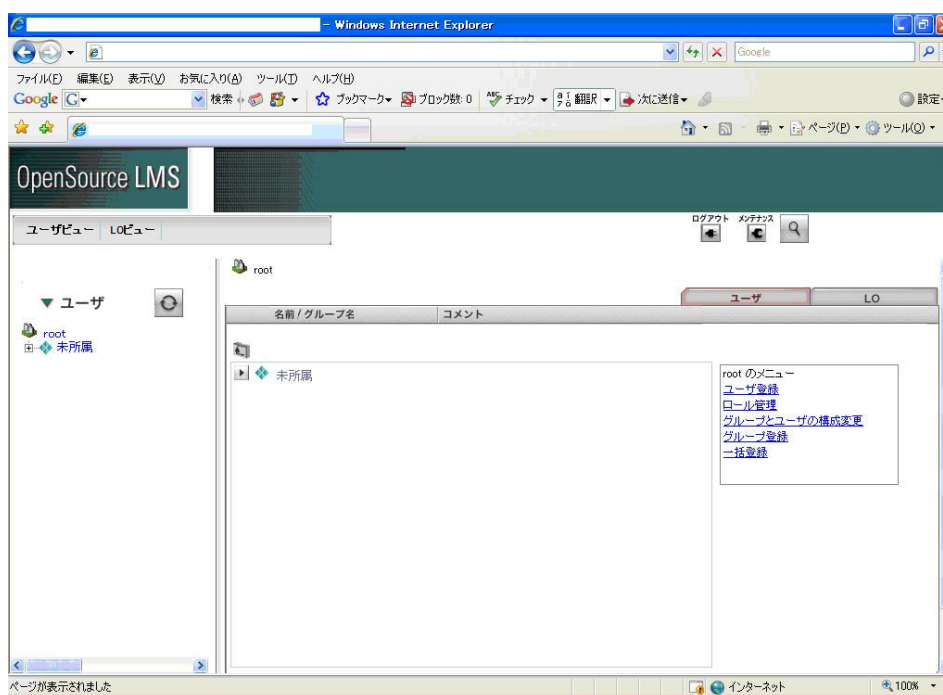 - Windows Internet Explorer
Google
ファイル(F) 編集(E) 表示(V) お気に入り(A) ツール(T) ヘルプ(H)
Google G 検索 ブックマーク ブロック数: 0 ABC チェック 翻訳 次に送信 設定
ページ(P) ツール(O)
OpenSource LMS
ユーザビュー LOビュー
ログアウト メンテナンス
root
ユーザ LO
▼ ユーザ
名前/グループ名 コメント
root
未所属
未所属
root のメニュー
ユーザ登録
ロール管理
グループとユーザの構成変更
グループ登録
一括登録
ページが表示されました
インターネット 100%